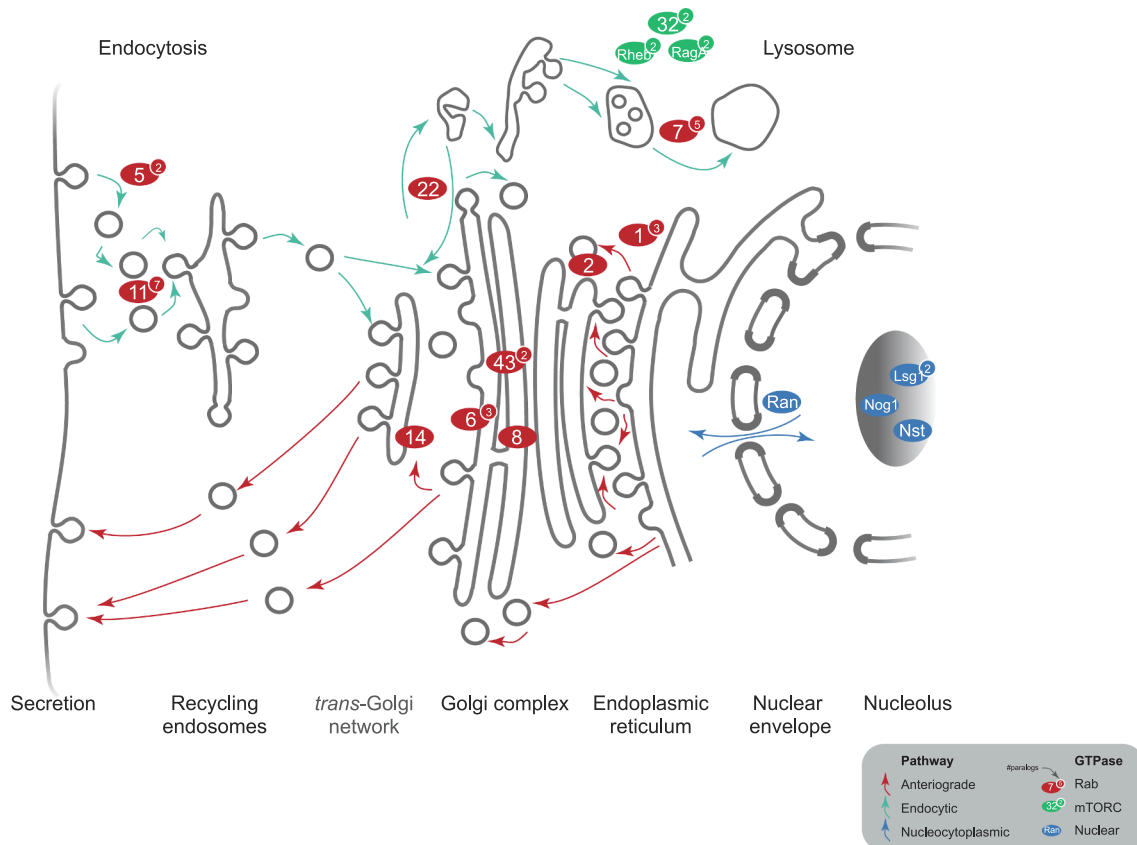 32 2
Rheb 2
RagA 2
Endocytosis
Lysosome
7 5
5 2
22
1 3
2
11 7
43 2
Lsg1 2
Ran
Nog1
6 3
14
8
Nst
Secretion
Recycling
endosomes
trans-Golgi
network
Golgi complex
Endoplasmic
reticulum
Nuclear
envelope
Nucleolus
Pathway
#paralogs
GTPase
Anteriograde
7 5
Rab
Endocytic
32 2
mTORC
Nucleocytoplasmic
Ran
Nuclear